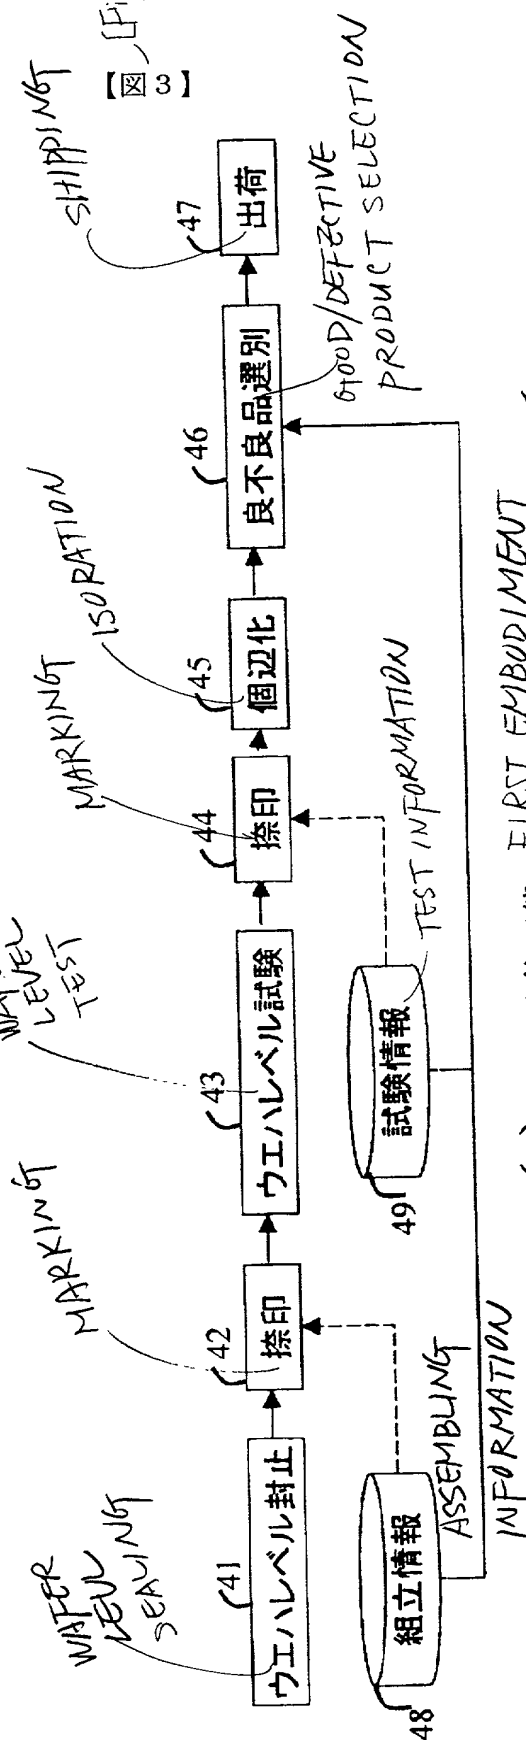 【図３】
SHIPPING
47
出荷
GOOD/DEFECTIVE
PRODUCT SELECTION
46
良不良品選別
ISORATION
45
個辺化
MARKING
44
捺印
LEVEL
TEST
43
ウエハレベル試験
TEST INFORMATION
試験情報
49
MARKING
42
捺印
WAFER
LEVEL
SEALING
41
ウエハレベル封止
ASSEMBLING
INFORMATION
組立情報
48
FIRST EMBODIMENT